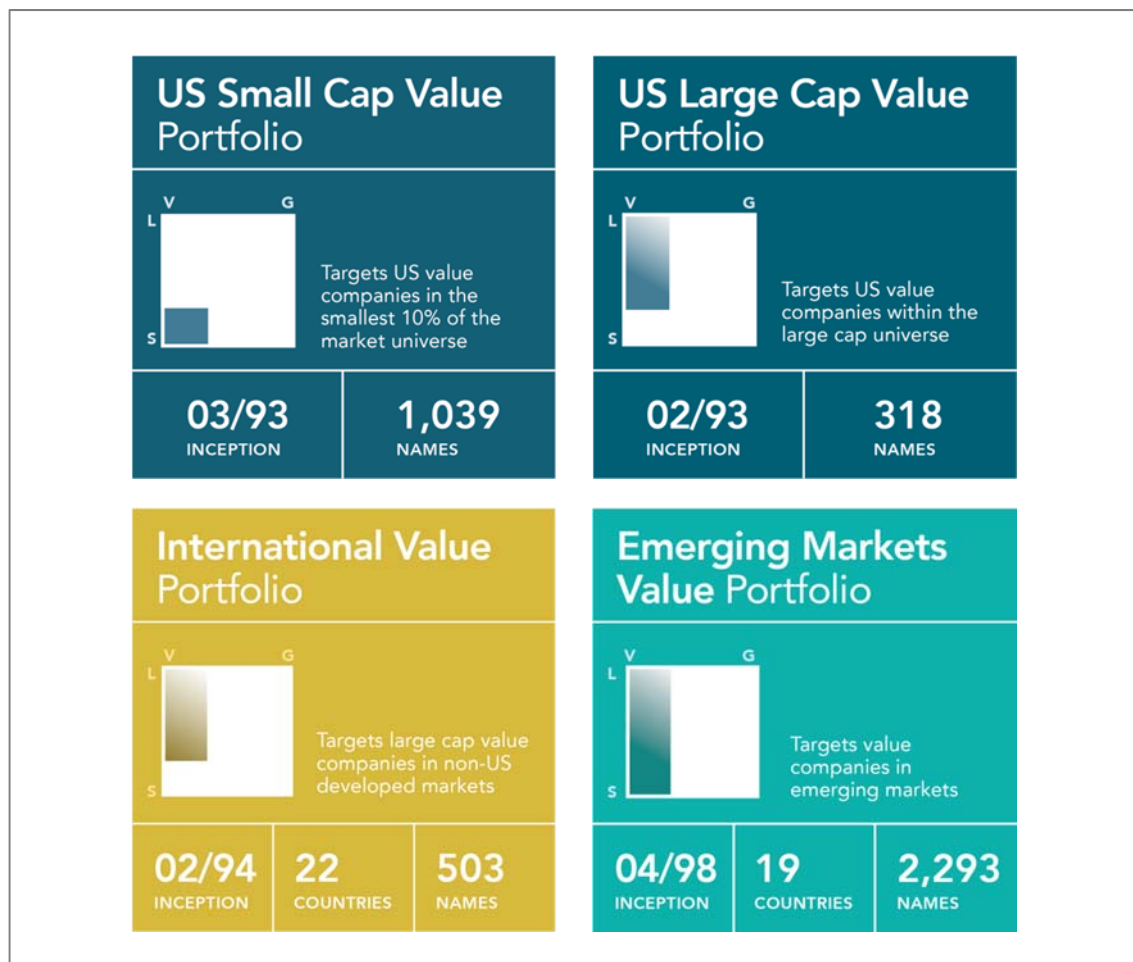 US Small Cap Value
Portfolio
V G
L
S
Targets US value
companies in the
smallest 10% of the
market universe
03/93
INCEPTION
1,039
NAMES
US Large Cap Value
Portfolio
V G
L
S
Targets US value
companies within the
large cap universe
02/93
INCEPTION
318
NAMES
International Value
Portfolio
V G
L
S
Targets large cap value
companies in non-US
developed markets
02/94
INCEPTION
22
COUNTRIES
503
NAMES
Emerging Markets
Value Portfolio
V G
L
S
Targets value
companies in
emerging markets
04/98
INCEPTION
19
COUNTRIES
2,293
NAMES